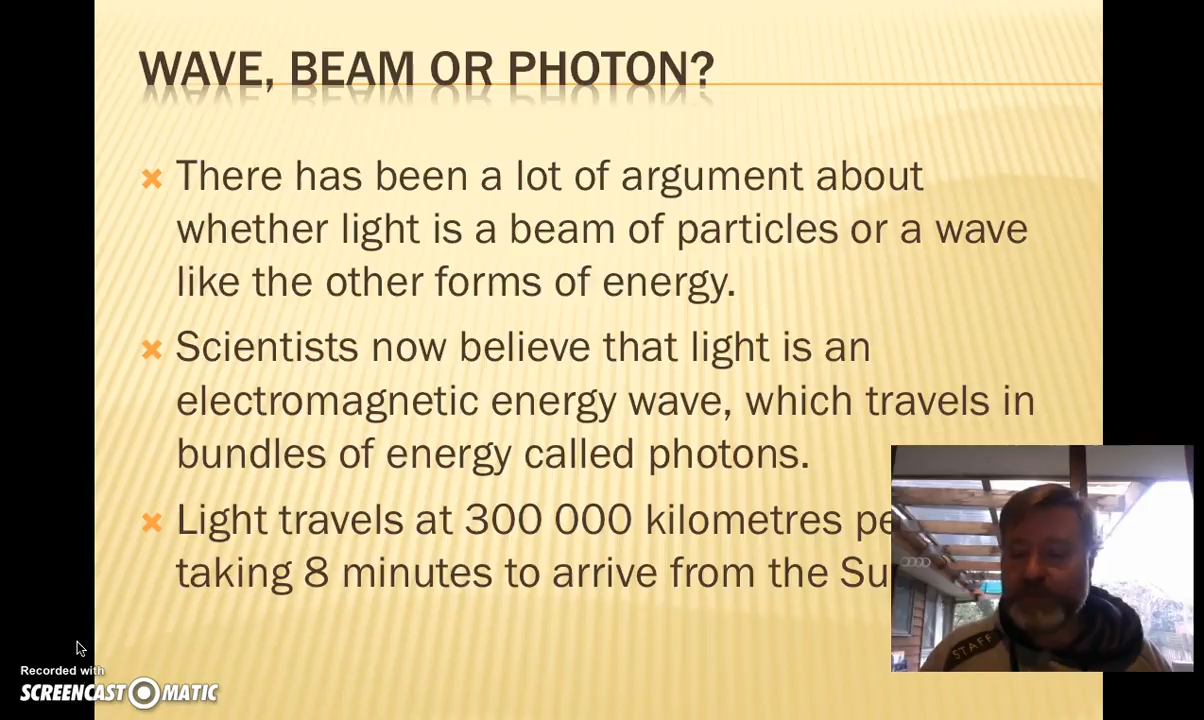 WAVE, BEAM OR PHOTON?
There has been a lot of argument about
whether light is a beam of particles or a wave
like the other forms of energy.
Scientists now believe that light is an
electromagnetic energy wave, which travels in
bundles of energy called photons.
Light travels at 300 000 kilometres pe
taking 8 minutes to arrive from the Su
STAFF
Recorded with
SCREENCAST MATIC